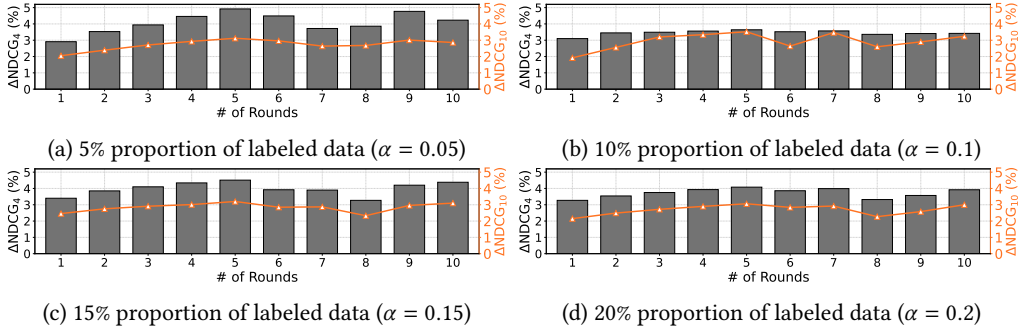 5 4 3 2 1 0
ΔNDCG4 (%)
5 4 3 2 1 0
ΔNDCG10 (%)
1 2 3 4 5 6 7 8 9 10
# of Rounds
(a) 5% proportion of labeled data (α = 0.05)
5 4 3 2 1 0
ΔNDCG4 (%)
5 4 3 2 1 0
ΔNDCG10 (%)
1 2 3 4 5 6 7 8 9 10
# of Rounds
(b) 10% proportion of labeled data (α = 0.1)
5 4 3 2 1 0
ΔNDCG4 (%)
5 4 3 2 1 0
ΔNDCG10 (%)
1 2 3 4 5 6 7 8 9 10
# of Rounds
(c) 15% proportion of labeled data (α = 0.15)
5 4 3 2 1 0
ΔNDCG4 (%)
5 4 3 2 1 0
ΔNDCG10 (%)
1 2 3 4 5 6 7 8 9 10
# of Rounds
(d) 20% proportion of labeled data (α = 0.2)